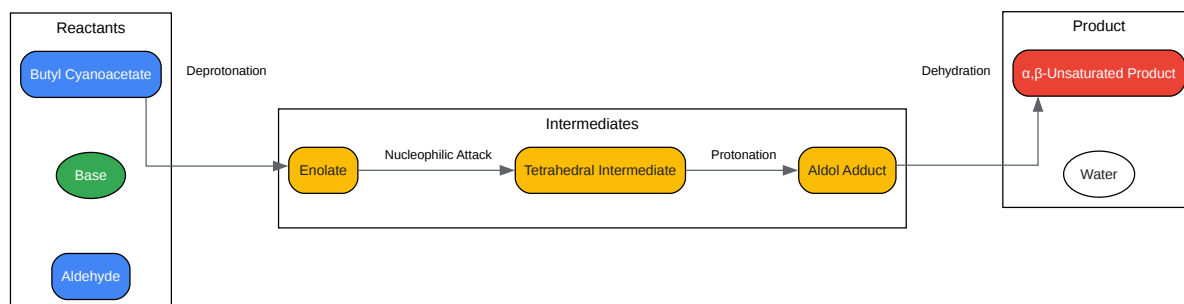 Reactants
Butyl Cyanoacetate
Base
Aldehyde
Deprotonation
Intermediates
Enolate
Nucleophilic Attack
Tetrahedral Intermediate
Protonation
Aldol Adduct
Dehydration
Product
α,β-Unsaturated Product
Water